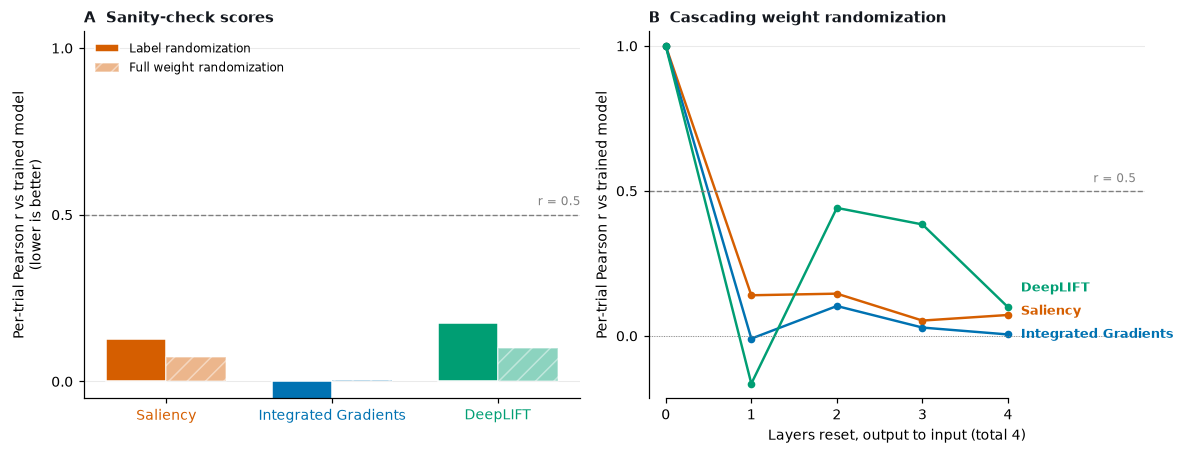 A  Sanity-check scores
Label randomization
Full weight randomization
r = 0.5
1.0
0.5
0.0
Per-trial Pearson r vs trained model
(lower is better)
Saliency
Integrated Gradients
DeepLIFT
B  Cascading weight randomization
r = 0.5
1.0
0.5
0.0
Per-trial Pearson r vs trained model
DeepLIFT
Saliency
Integrated Gradients
0
1
2
3
4
Layers reset, output to input (total 4)